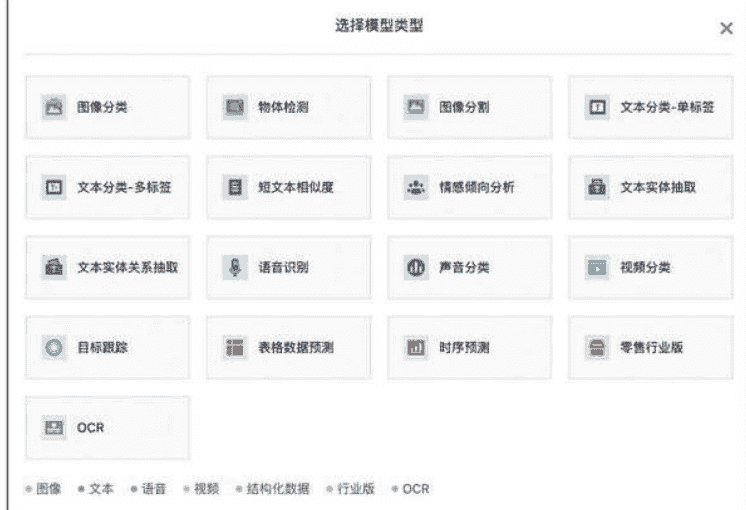 选择模型类型
图像分类 物体检测 图像分割 文本分类-单标签
文本分类-多标签 短文本相似度 情感倾向分析 文本实体抽取
文本实体关系抽取 语音识别 声音分类 视频分类
目标跟踪 表格数据预测 时序预测 零售行业版
OCR
图像 文本 语音 视频 结构化数据 行业版 OCR